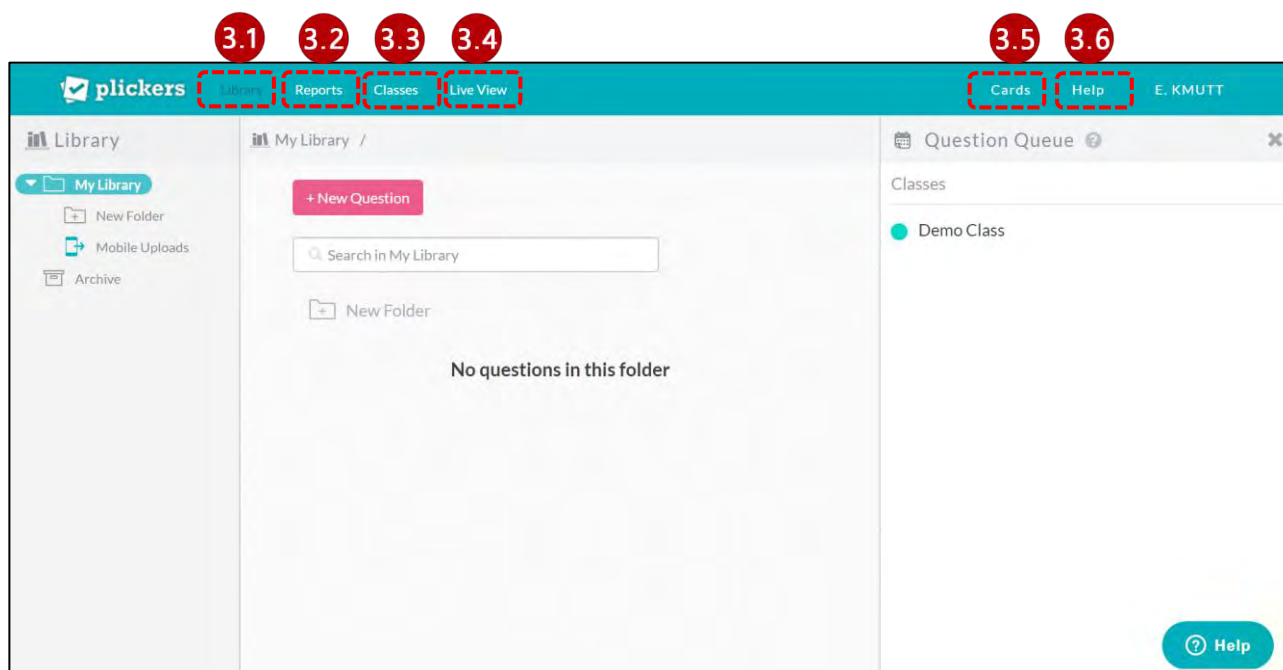 3.1 3.2 3.3 3.4 3.5 3.6
plickers Library Reports Classes Live View Cards Help E. KMUTT
Library
My Library
New Folder
Mobile Uploads
Archive
My Library /
+ New Question
Search in My Library
New Folder
No questions in this folder
Question Queue ?
Classes
Demo Class
? Help